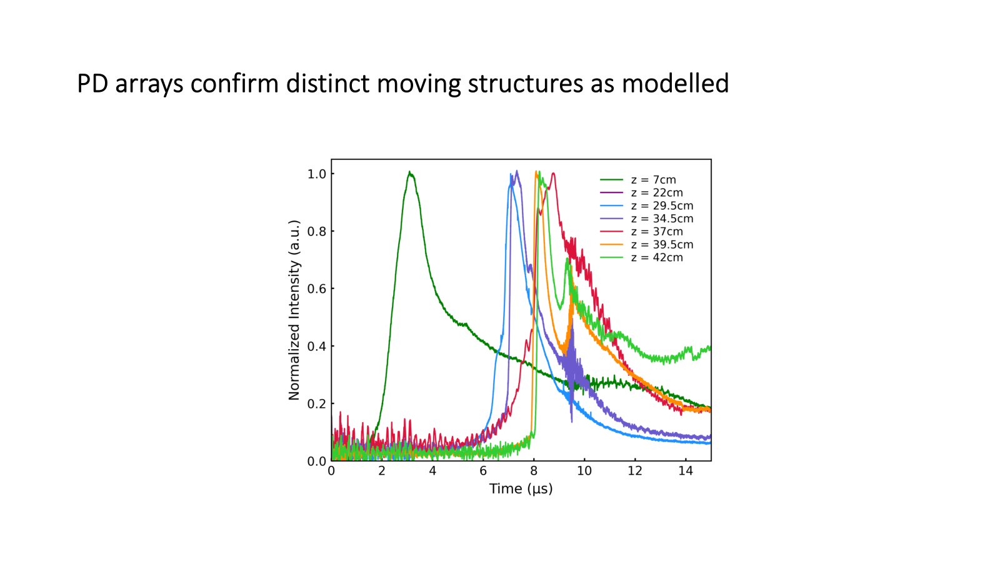 PD arrays confirm distinct moving structures as modelled
1.0
0.8
0.6
0.4
0.2
0.0
Normalized Intensity (a.u.)
z = 7cm
z = 22cm
z = 29.5cm
z = 34.5cm
z = 37cm
z = 39.5cm
z = 42cm
0 2 4 6 8 10 12 14
Time (μs)